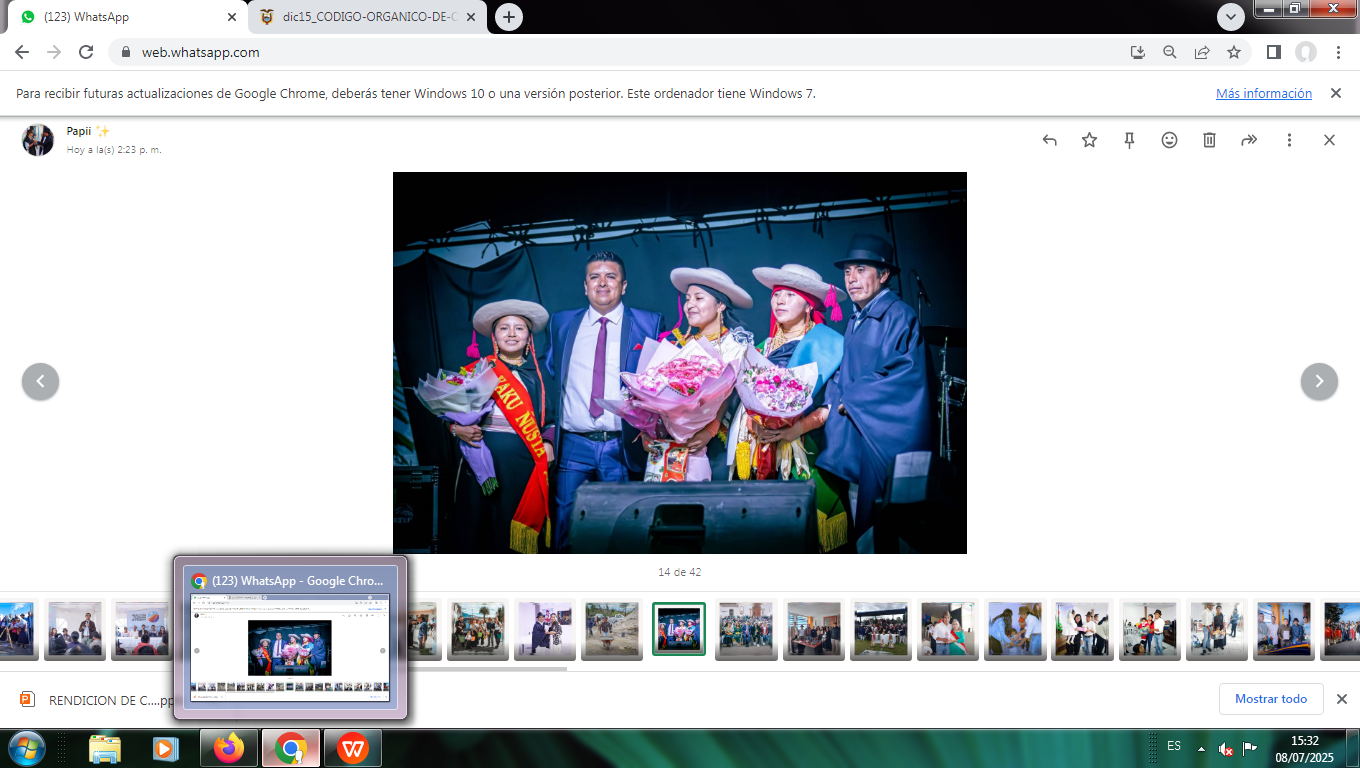 (123) WhatsApp
dic15_CODIGO-ORGANICO-DE-C
web.whatsapp.com
Para recibir futuras actualizaciones de Google Chrome, deberás tener Windows 10 o una versión posterior. Este ordenador tiene Windows 7.
Más información
Papii ✨
Hoy a la(s) 2:23 p. m.
YAKU ÑUSTA
14 de 42
(123) WhatsApp - Google Chro...
RENDICION DE C....pp
Mostrar todo
ES
15:32
08/07/2025